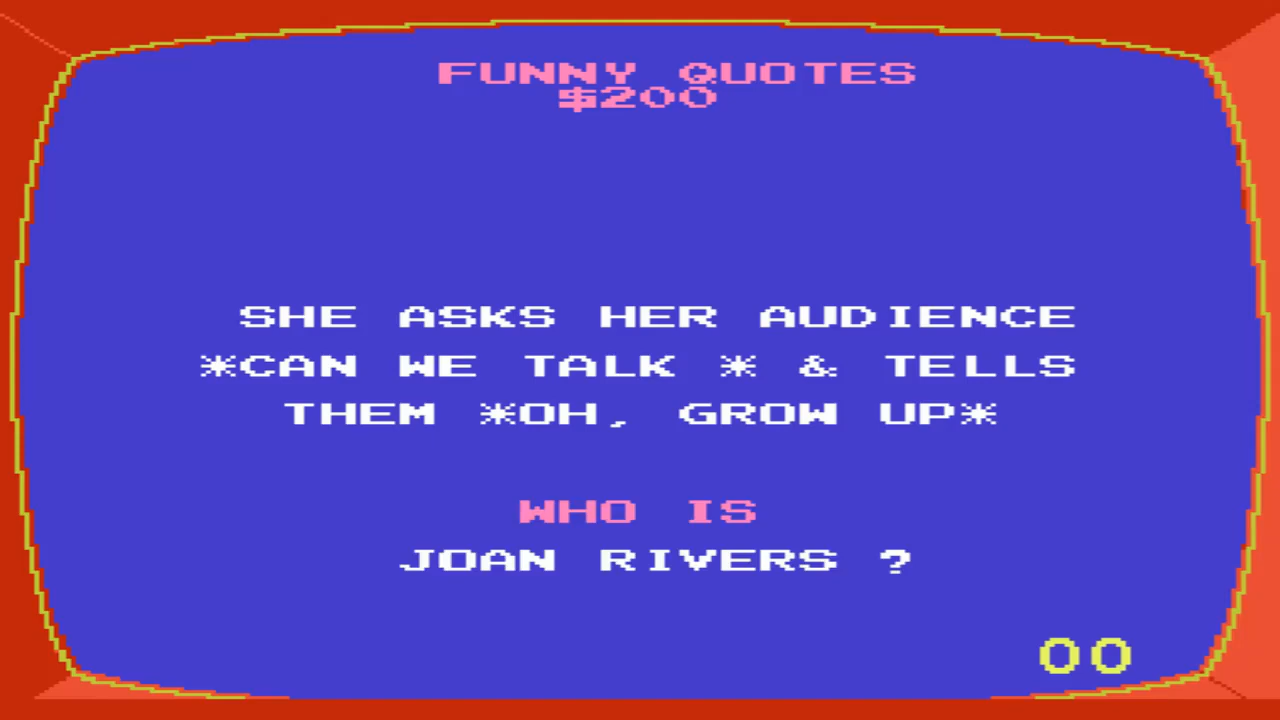 FUNNY QUOTES
$200
SHE ASKS HER AUDIENCE
*CAN WE TALK * & TELLS
THEM *OH, GROW UP*
WHO IS
JOAN RIVERS ?
00